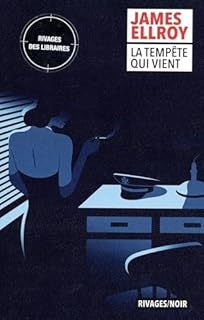 RIVAGES
DES LIBRAIRES
JAMES
ELLROY
LA TEMPÊTE
QUI VIENT
RIVAGES/NOIR